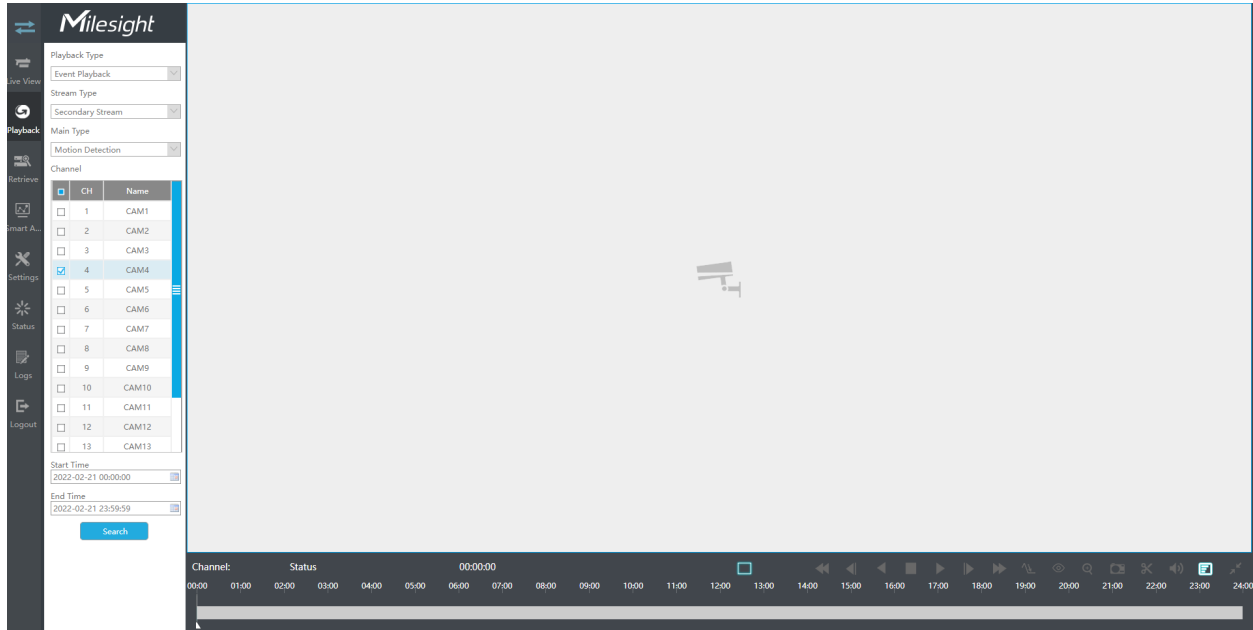 Milesight
Live View
Playback
Retrieve
Smart A...
Settings
Status
Logs
Logout
Playback Type
Event Playback
Stream Type
Secondary Stream
Main Type
Motion Detection
Channel
CH Name
1 CAM1
2 CAM2
3 CAM3
4 CAM4
5 CAM5
6 CAM6
7 CAM7
8 CAM8
9 CAM9
10 CAM10
11 CAM11
12 CAM12
13 CAM13
Start Time
2022-02-21 00:00:00
End Time
2022-02-21 23:59:59
Search
Channel: Status 00:00:00
00:00 01:00 02:00 03:00 04:00 05:00 06:00 07:00 08:00 09:00 10:00 11:00 12:00 13:00 14:00 15:00 16:00 17:00 18:00 19:00 20:00 21:00 22:00 23:00 24:00